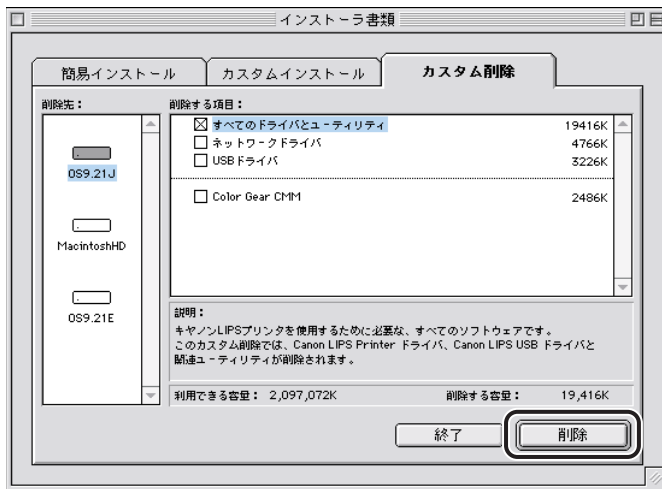 インストーラ書類
簡易インストール
カスタムインストール
カスタム削除
削除先：
OS9.21J
MacintoshHD
OS9.21E
削除する項目：
すべてのドライバとユーティリティ 19416K
ネットワークドライバ 4766K
USBドライバ 3226K
Color Gear CMM 2486K
説明：
キヤノンLIPSプリンタを使用するために必要な、すべてのソフトウェアです。
このカスタム削除では、Canon LIPS Printer ドライバ、Canon LIPS USB ドライバと
関連ユーティリティが削除されます。
利用できる容量： 2,097,072K 削除する容量： 19,416K
終了
削除